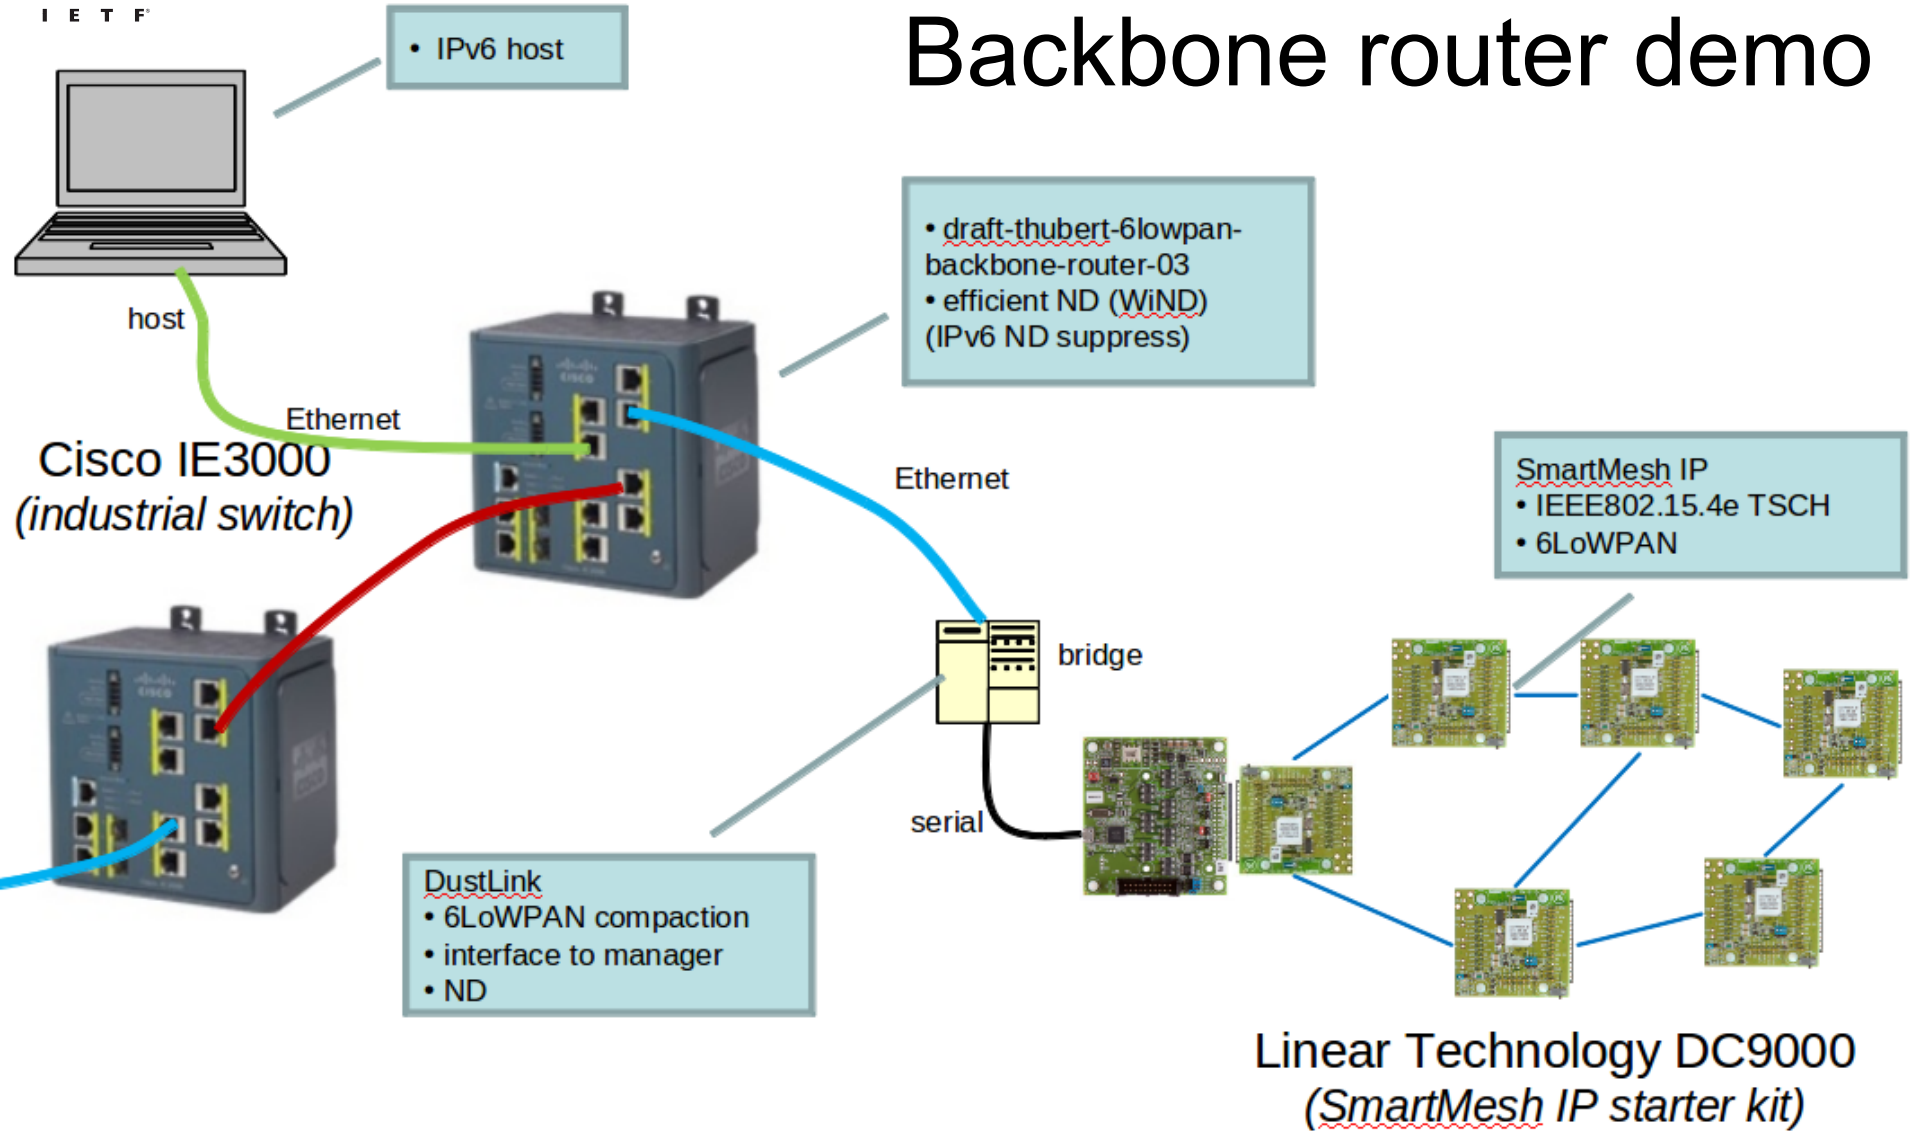 I E T F
Backbone router demo
• IPv6 host
• draft-thubert-6lowpan-
backbone-router-03
• efficient ND (WiND)
(IPv6 ND suppress)
host
Ethernet
CISCO
Cisco IE3000
(industrial switch)
Ethernet
SmartMesh IP
• IEEE802.15.4e TSCH
• 6LoWPAN
bridge
CISCO
serial
DustLink
• 6LoWPAN compaction
• interface to manager
• ND
Linear Technology DC9000
(SmartMesh IP starter kit)